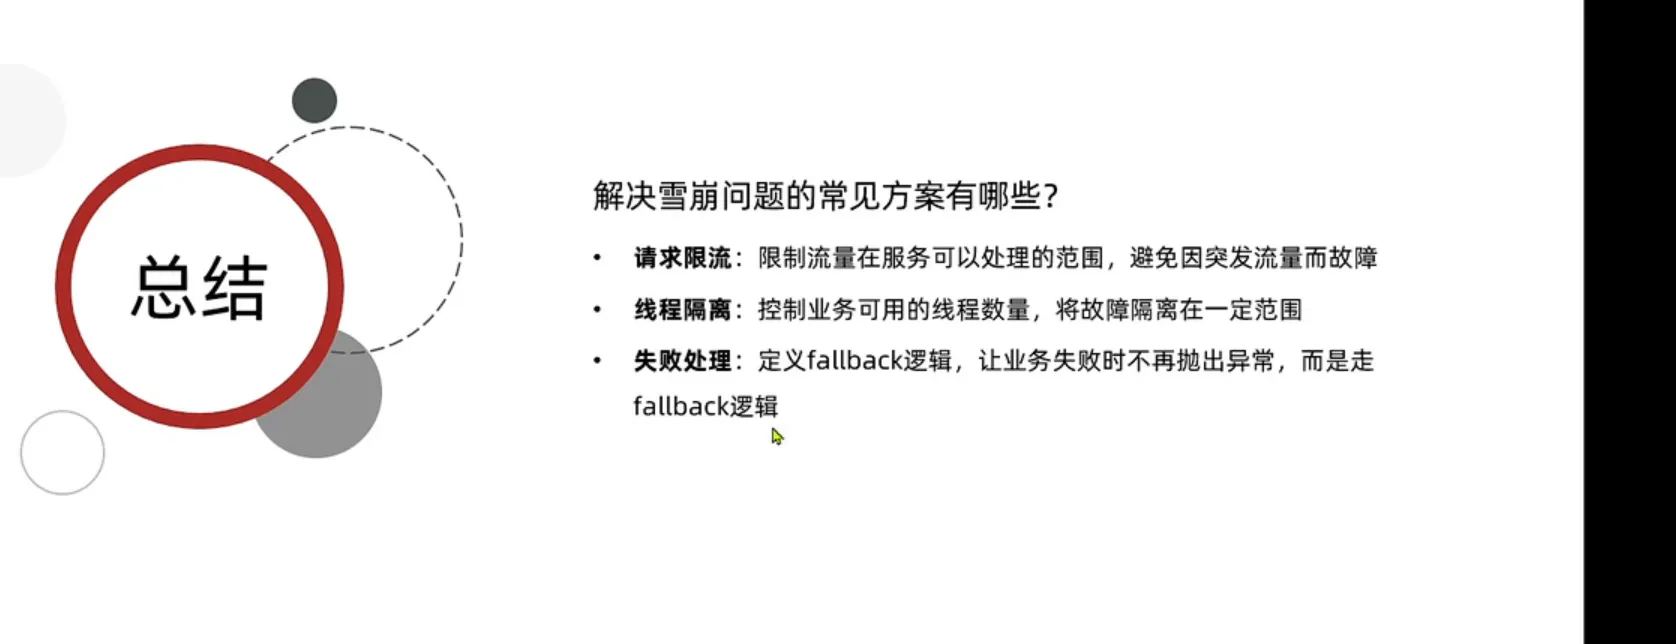 总结
解决雪崩问题的常见方案有哪些？
• 请求限流：限制流量在服务可以处理的范围，避免因突发流量而故障
• 线程隔离：控制业务可用的线程数量，将故障隔离在一定范围
• 失败处理：定义fallback逻辑，让业务失败时不再抛出异常，而是走
fallback逻辑